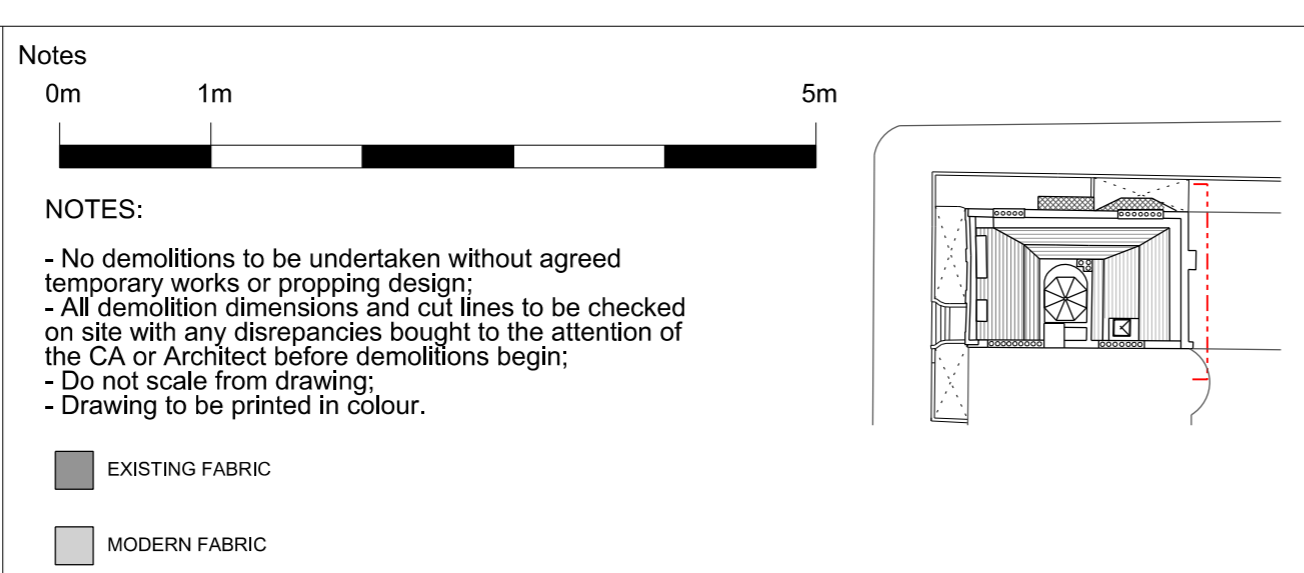 Notes
0m 1m 5m
NOTES:
- No demolitions to be undertaken without agreed
temporary works or propping design;
- All demolition dimensions and cut lines to be checked
on site with any disrepancies bought to the attention of
the CA or Architect before demolitions begin;
- Do not scale from drawing;
- Drawing to be printed in colour.
EXISTING FABRIC
MODERN FABRIC